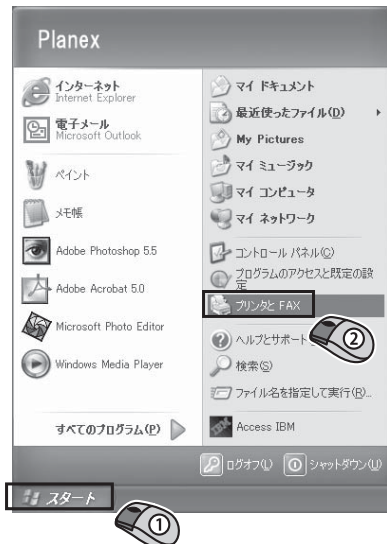 Planex
インターネット
Internet Explorer
電子メール
Microsoft Outlook
ペイント
メモ帳
Adobe Photoshop 5.5
Adobe Acrobat 5.0
Microsoft Photo Editor
Windows Media Player
すべてのプログラム(P)
マイ ドキュメント
最近使ったファイル(D)
My Pictures
マイ ミュージック
マイ コンピュータ
マイ ネットワーク
コントロール パネル(C)
プログラムのアクセスと既定の設
定
プリンタと FAX
②
ヘルプとサポート
検索(S)
ファイル名を指定して実行(R)...
Access IBM
ログオフ(L)
シャットダウン(U)
スタート
①